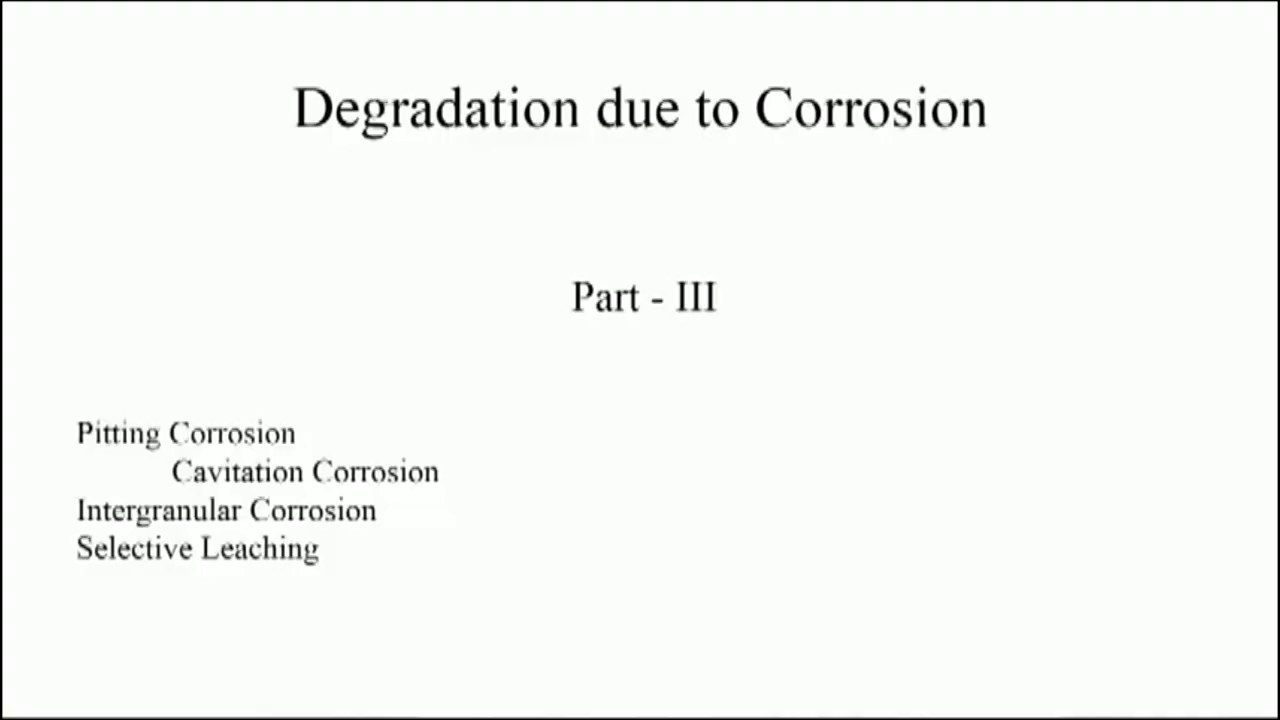 Degradation due to Corrosion
Part - III
Pitting Corrosion
Cavitation Corrosion
Intergranular Corrosion
Selective Leaching